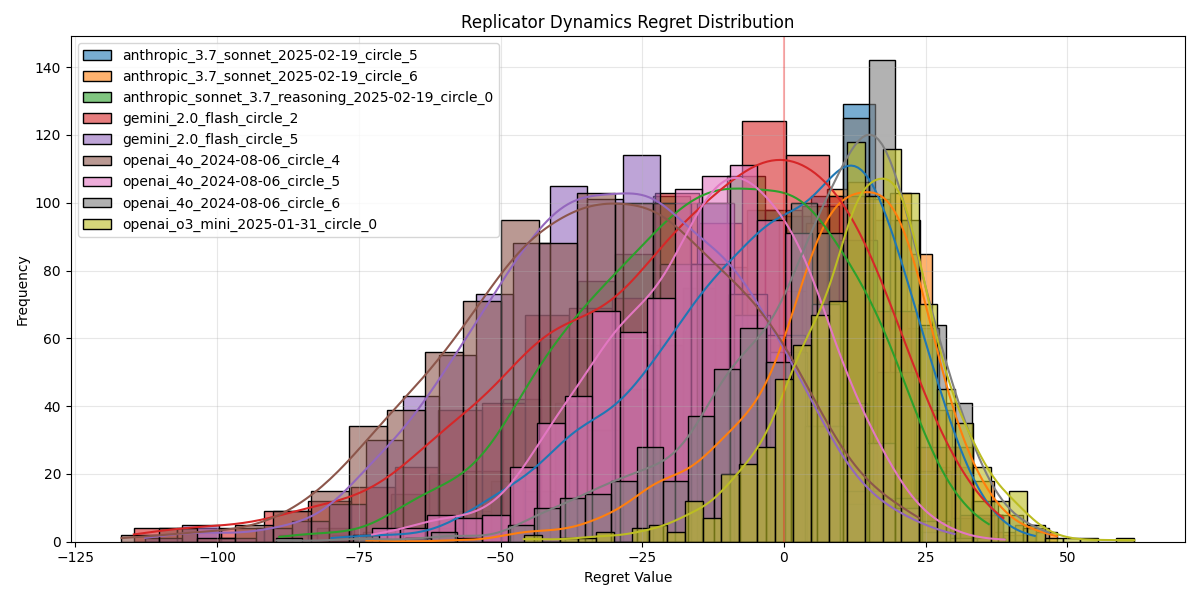 Replicator Dynamics Regret Distribution
anthropic_3.7_sonnet_2025-02-19_circle_5
anthropic_3.7_sonnet_2025-02-19_circle_6
anthropic_sonnet_3.7_reasoning_2025-02-19_circle_0
gemini_2.0_flash_circle_2
gemini_2.0_flash_circle_5
openai_4o_2024-08-06_circle_4
openai_4o_2024-08-06_circle_5
openai_4o_2024-08-06_circle_6
openai_o3_mini_2025-01-31_circle_0
Frequency
140
120
100
80
60
40
20
0
−125 −100 −75 −50 −25 0 25 50
Regret Value